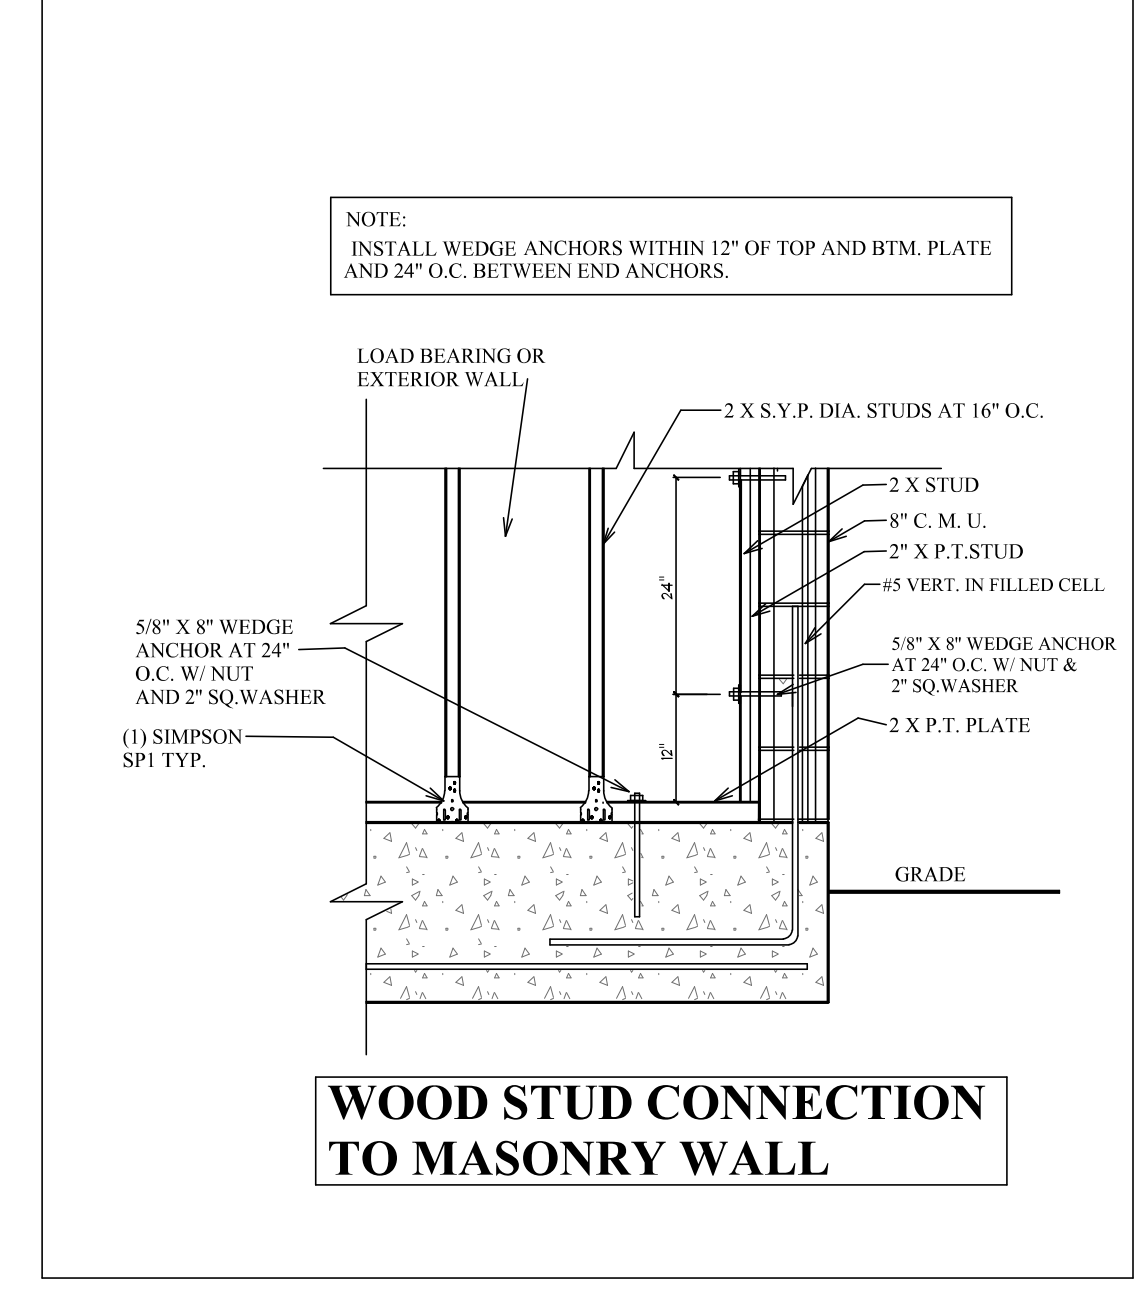 NOTE:
INSTALL WEDGE ANCHORS WITHIN 12" OF TOP AND BTM. PLATE
AND 24" O.C. BETWEEN END ANCHORS.
LOAD BEARING OR
EXTERIOR WALL
2 X S.Y.P. DIA. STUDS AT 16" O.C.
2 X STUD
8" C. M. U.
2" X P.T.STUD
#5 VERT. IN FILLED CELL
24"
5/8" X 8" WEDGE
ANCHOR AT 24"
O.C. W/ NUT
AND 2" SQ.WASHER
5/8" X 8" WEDGE ANCHOR
AT 24" O.C. W/ NUT &
2" SQ.WASHER
(1) SIMPSON
SP1 TYP.
12"
2 X P.T. PLATE
GRADE
WOOD STUD CONNECTION
TO MASONRY WALL